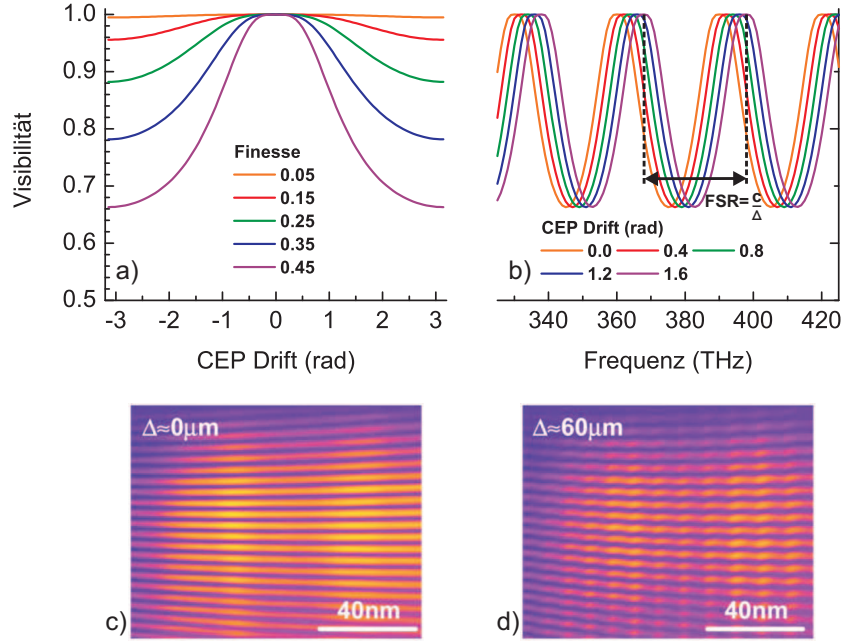 1.0
0.9
0.8
0.7
0.6
0.5
Visibilität
Finesse
0.05
0.15
0.25
0.35
0.45
a)
-3 -2 -1 0 1 2 3
CEP Drift (rad)
FSR=c/Δ
CEP Drift (rad)
0.0 0.4 0.8
1.2 1.6
b)
340 360 380 400 420
Frequenz (THz)
Δ≈0μm
c)
40nm
Δ≈60μm
d)
40nm